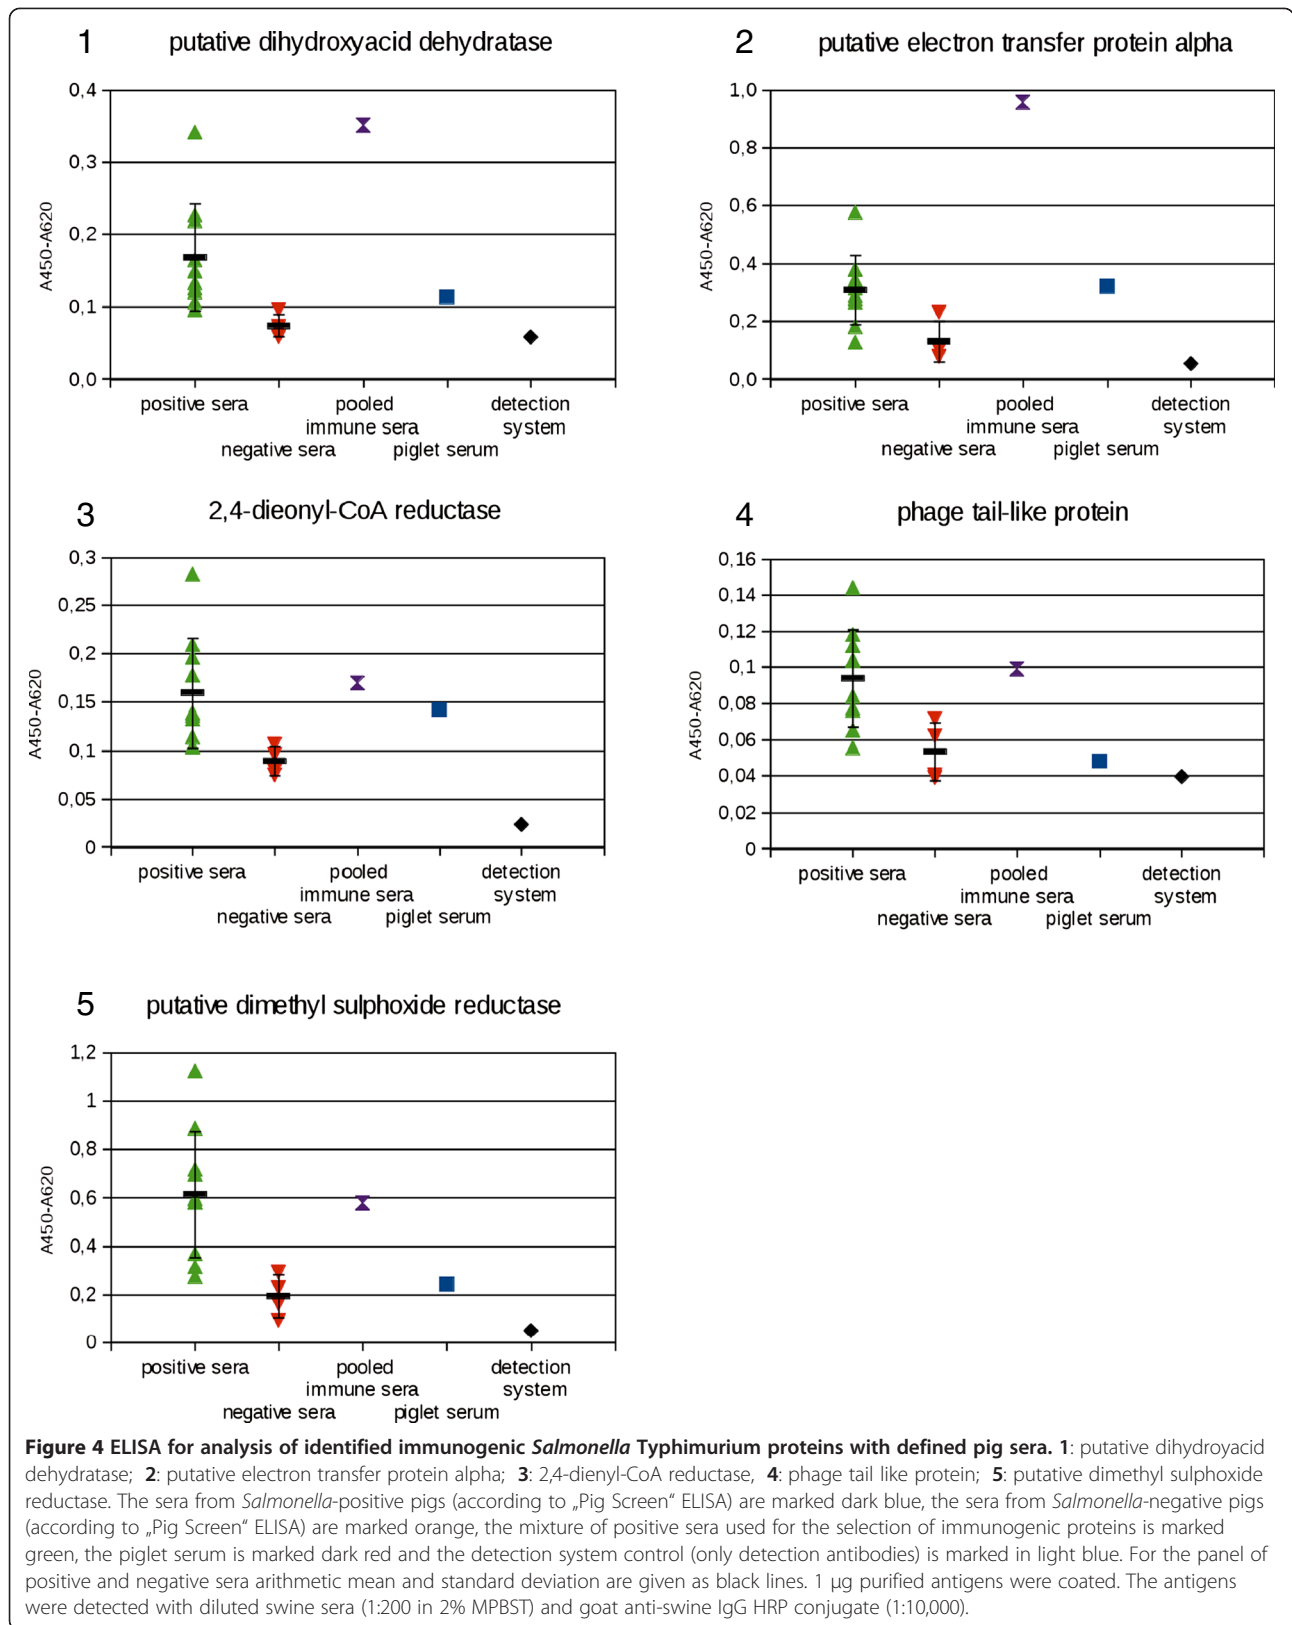 1 putative dihydroxyacid dehydratase
0,4
0,3
0,2
0,1
0,0
A450-A620
positive sera
negative sera
pooled
immune sera
piglet serum
detection
system
2 putative electron transfer protein alpha
1,0
0,8
0,6
0,4
0,2
0,0
A450-A620
positive sera
negative sera
pooled
immune sera
piglet serum
detection
system
3 2,4-dieonyl-CoA reductase
0,3
0,25
0,2
0,15
0,1
0,05
0
A450-A620
positive sera
negative sera
pooled
immune sera
piglet serum
detection
system
4 phage tail-like protein
0,16
0,14
0,12
0,1
0,08
0,06
0,04
0,02
0
A450-A620
positive sera
negative sera
pooled
immune sera
piglet serum
detection
system
5 putative dimethyl sulphoxide reductase
1,2
1
0,8
0,6
0,4
0,2
0
A450-A620
positive sera
negative sera
pooled
immune sera
piglet serum
detection
system
Figure 4 ELISA for analysis of identified immunogenic Salmonella Typhimurium proteins with defined pig sera. 1: putative dihydroyacid
dehydratase; 2: putative electron transfer protein alpha; 3: 2,4-dienyl-CoA reductase, 4: phage tail like protein; 5: putative dimethyl sulphoxide
reductase. The sera from Salmonella-positive pigs (according to „Pig Screen“ ELISA) are marked dark blue, the sera from Salmonella-negative pigs
(according to „Pig Screen“ ELISA) are marked orange, the mixture of positive sera used for the selection of immunogenic proteins is marked
green, the piglet serum is marked dark red and the detection system control (only detection antibodies) is marked in light blue. For the panel of
positive and negative sera arithmetic mean and standard deviation are given as black lines. 1 μg purified antigens were coated. The antigens
were detected with diluted swine sera (1:200 in 2% MPBST) and goat anti-swine IgG HRP conjugate (1:10,000).